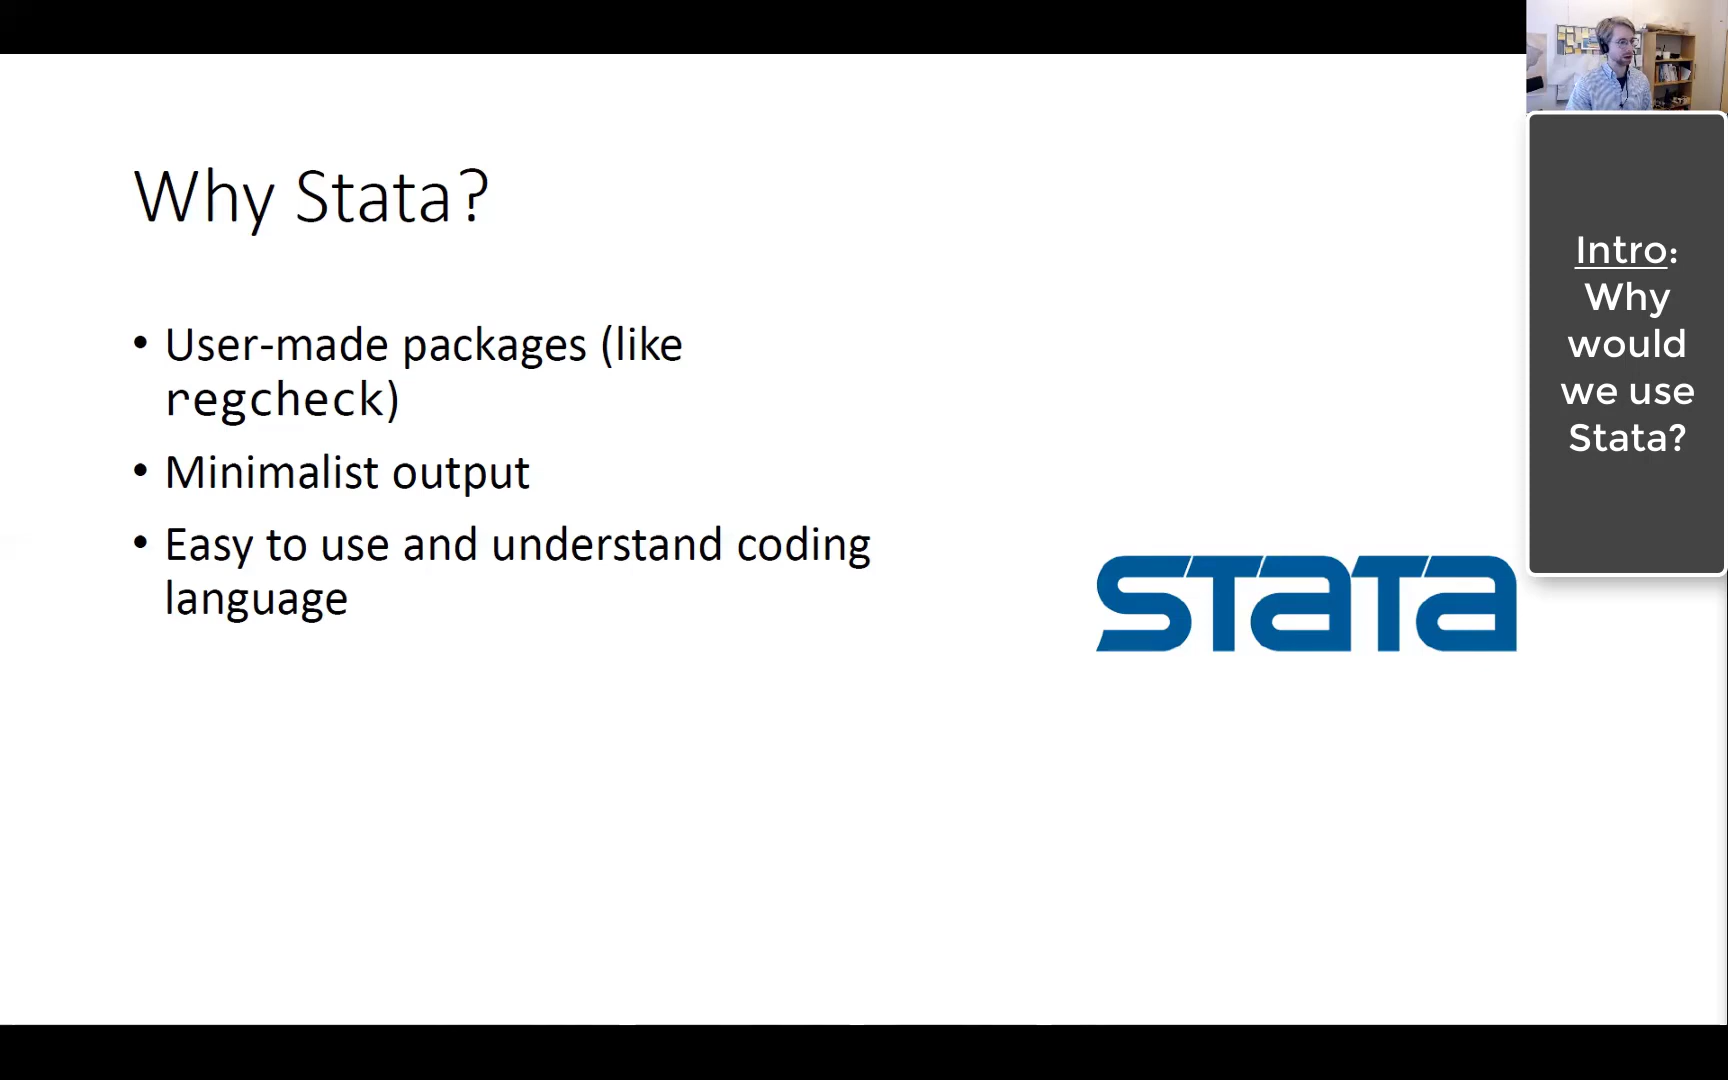 Why Stata?
• User-made packages (like
regcheck)
• Minimalist output
• Easy to use and understand coding
language
stata
Intro:
Why
would
we use
Stata?